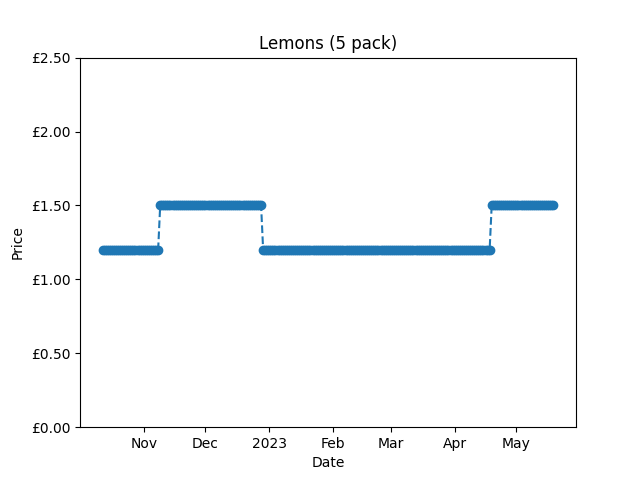 Lemons (5 pack)
£2.50
£2.00
£1.50
£1.00
£0.50
£0.00
Price
Nov Dec 2023 Feb Mar Apr May
Date